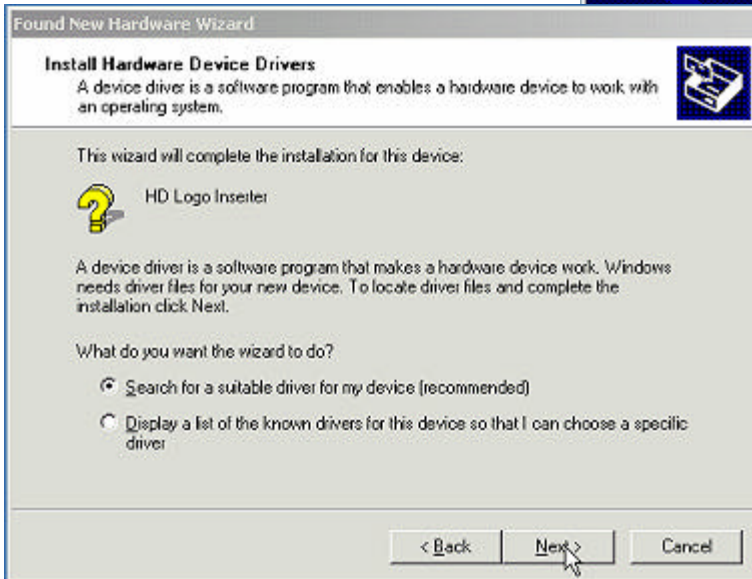 Found New Hardware Wizard
Install Hardware Device Drivers
A device driver is a software program that enables a hardware device to work with
an operating system.
This wizard will complete the installation for this device:
HD Logo Inserter
A device driver is a software program that makes a hardware device work. Windows
needs driver files for your new device. To locate driver files and complete the
installation click Next.
What do you want the wizard to do?
Search for a suitable driver for my device (recommended)
Display a list of the known drivers for this device so that I can choose a specific
driver
< Back Next > Cancel